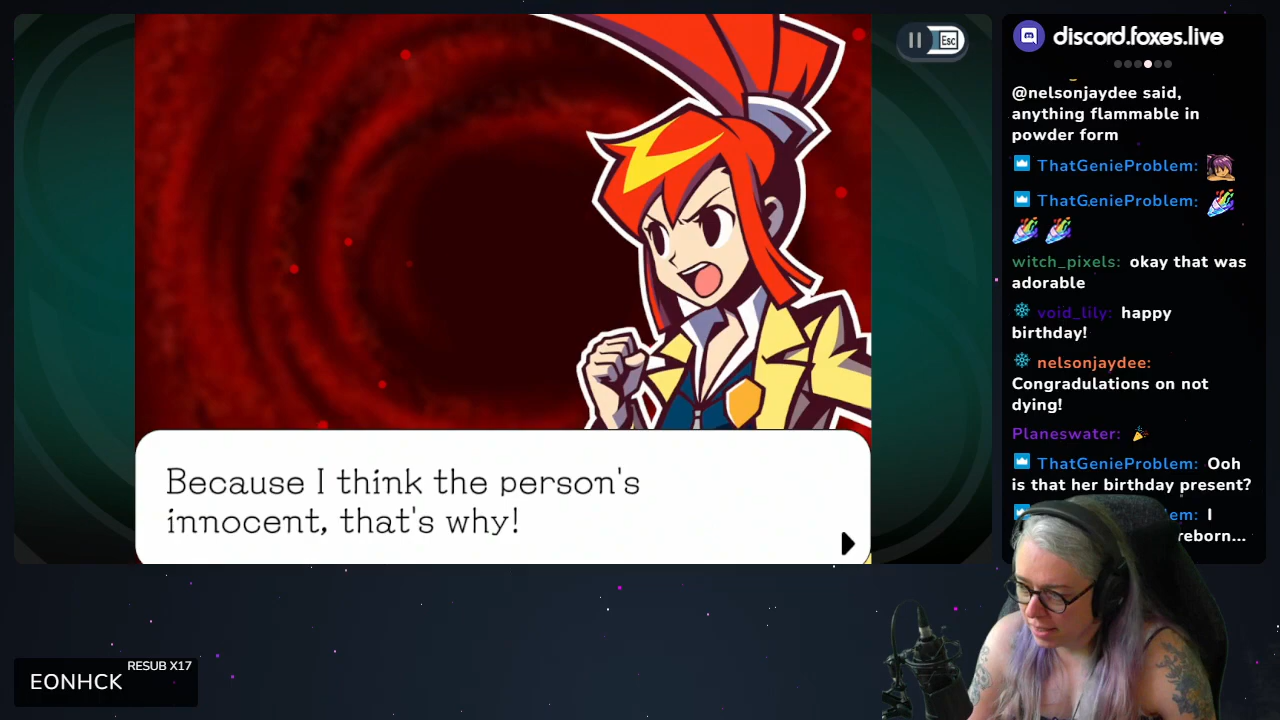 Esc
Because I think the person's
innocent, that's why!
discord.foxes.live
@nelsonjaydee said,
anything flammable in
powder form
ThatGenieProblem:
ThatGenieProblem:
witch_pixels: okay that was
adorable
void_lily: happy
birthday!
nelsonjaydee:
Congradulations on not
dying!
Planeswater:
ThatGenieProblem: Ooh
is that her birthday present?
em: I
reborn...
RESUB X17
EONHCK